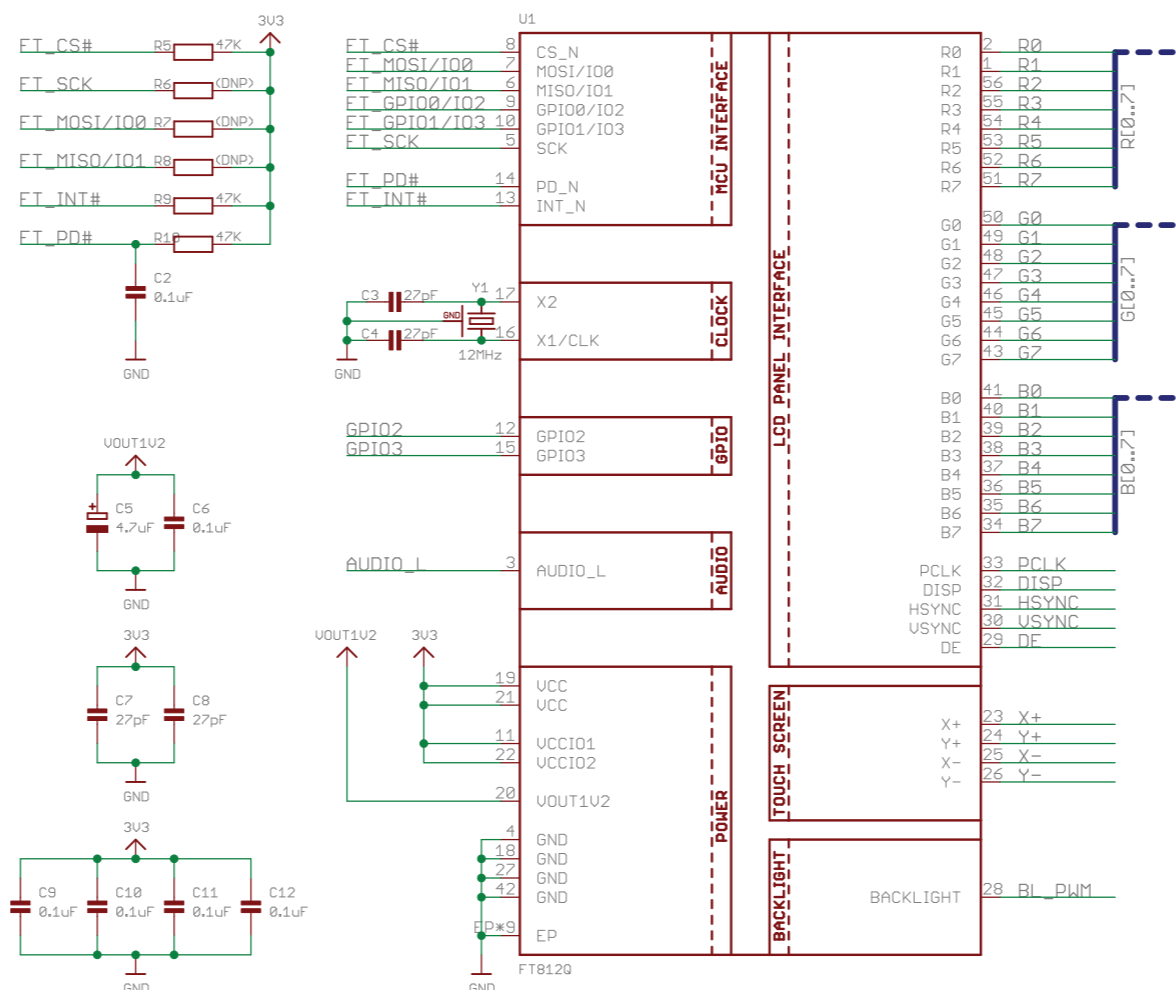 3V3
FT_CS# R5 47K
FT_SCK R6 (DNP)
FT_MOSI/IO0 R7 (DNP)
FT_MISO/IO1 R8 (DNP)
FT_INT# R9 47K
FT_PD# R10 47K
C2
0.1uF
GND
VOUT1V2
+
C5
4.7uF
C6
0.1uF
GND
3V3
C7
27pF
C8
27pF
GND
3V3
C9
0.1uF
C10
0.1uF
C11
0.1uF
C12
0.1uF
GND
U1
FT_CS# 8 CS_N
FT_MOSI/IO0 7 MOSI/IO0
FT_MISO/IO1 6 MISO/IO1
FT_GPIO0/IO2 9 GPIO0/IO2
FT_GPIO1/IO3 10 GPIO1/IO3
FT_SCK 5 SCK
FT_PD# 14 PD_N
FT_INT# 13 INT_N
MCU INTERFACE
C3 27pF Y1 17 X2
GND
C4 27pF 16 X1/CLK
12MHz
GND
CLOCK
GPIO2 12 GPIO2
GPIO3 15 GPIO3
GPIO
AUDIO_L 3 AUDIO_L
AUDIO
VOUT1V2 3V3
19 VCC
21 VCC
11 VCCIO1
22 VCCIO2
20 VOUT1V2
4 GND
18 GND
27 GND
42 GND
EP*9 EP
POWER
GND
FT812Q
LCD PANEL INTERFACE
R0 2 R0
R1 1 R1
R2 56 R2
R3 55 R3
R4 54 R4
R5 53 R5
R6 52 R6
R7 51 R7
R[0..7]
G0 50 G0
G1 49 G1
G2 48 G2
G3 47 G3
G4 46 G4
G5 45 G5
G6 44 G6
G7 43 G7
G[0..7]
B0 41 B0
B1 40 B1
B2 39 B2
B3 38 B3
B4 37 B4
B5 36 B5
B6 35 B6
B7 34 B7
B[0..7]
PCLK 33 PCLK
DISP 32 DISP
HSYNC 31 HSYNC
VSYNC 30 VSYNC
DE 29 DE
TOUCH SCREEN
X+ 23 X+
Y+ 24 Y+
X- 25 X-
Y- 26 Y-
BACKLIGHT
BACKLIGHT 28 BL_PWM